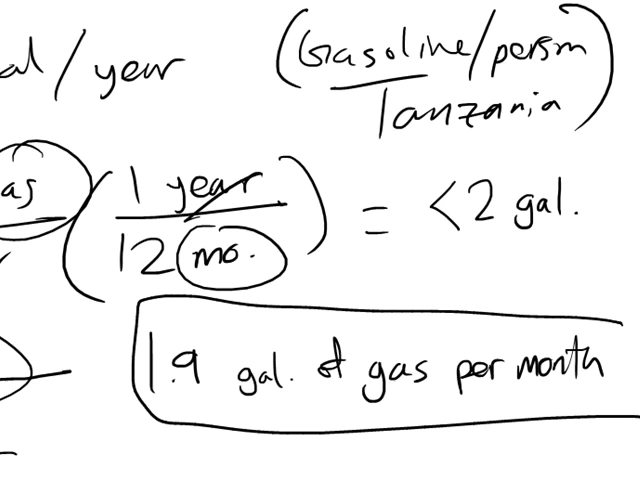 al/year (Gasoline/person
Tanzania)
as (1 year
12 mo.) = <2 gal.
1.9 gal. of gas per month